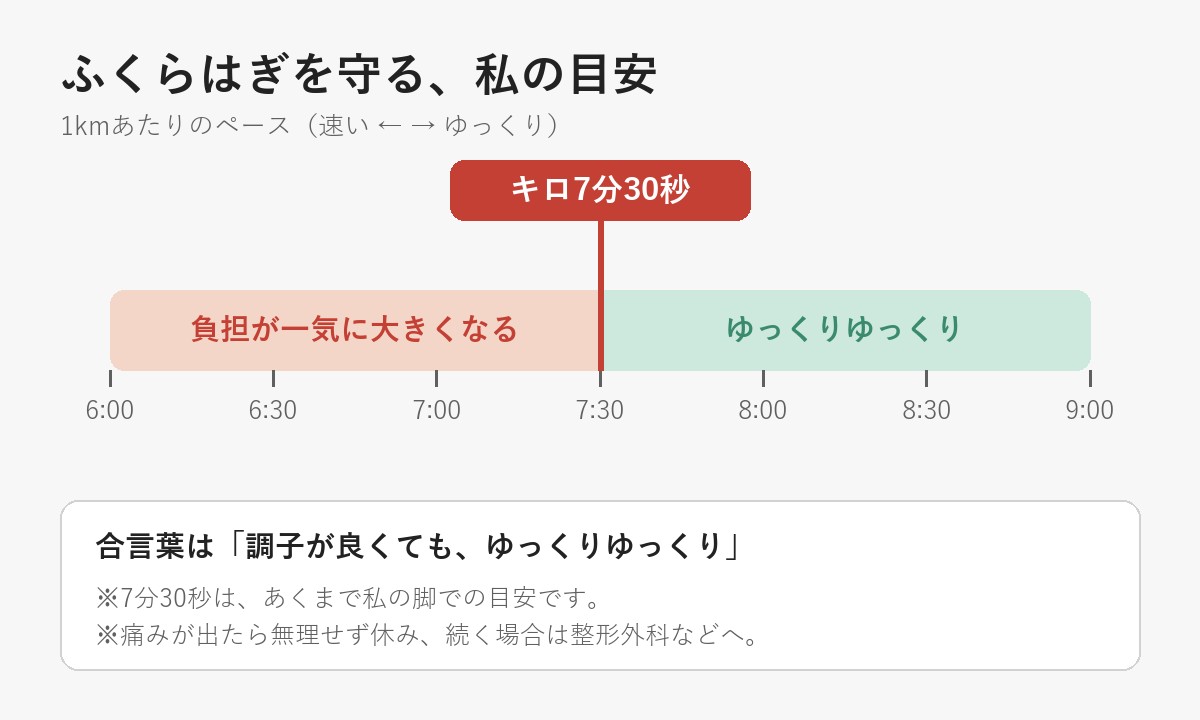 ふくらはぎを守る、私の目安
1kmあたりのペース（速い ← → ゆっくり）
キロ7分30秒
負担が一気に大きくなる
ゆっくりゆっくり
6:00
6:30
7:00
7:30
8:00
8:30
9:00
合言葉は「調子が良くても、ゆっくりゆっくり」
※7分30秒は、あくまで私の脚での目安です。
※痛みが出たら無理せず休み、続く場合は整形外科などへ。